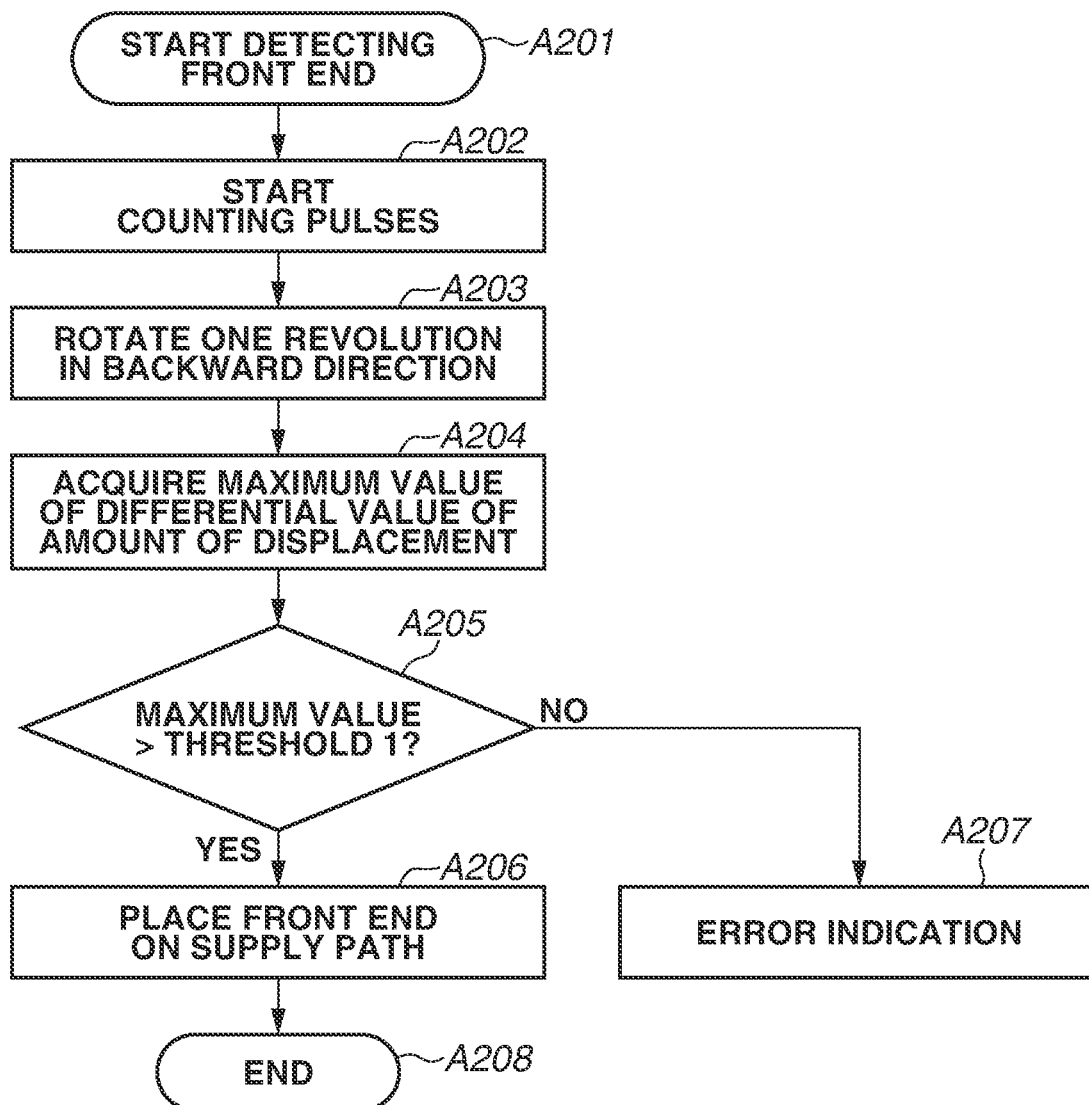 START DETECTING
FRONT END
A201
A202
START
COUNTING PULSES
A203
ROTATE ONE REVOLUTION
IN BACKWARD DIRECTION
A204
ACQUIRE MAXIMUM VALUE
OF DIFFERENTIAL VALUE OF
AMOUNT OF DISPLACEMENT
A205
MAXIMUM VALUE
> THRESHOLD 1?
NO
YES
A206
PLACE FRONT END
ON SUPPLY PATH
A207
ERROR INDICATION
END
A208